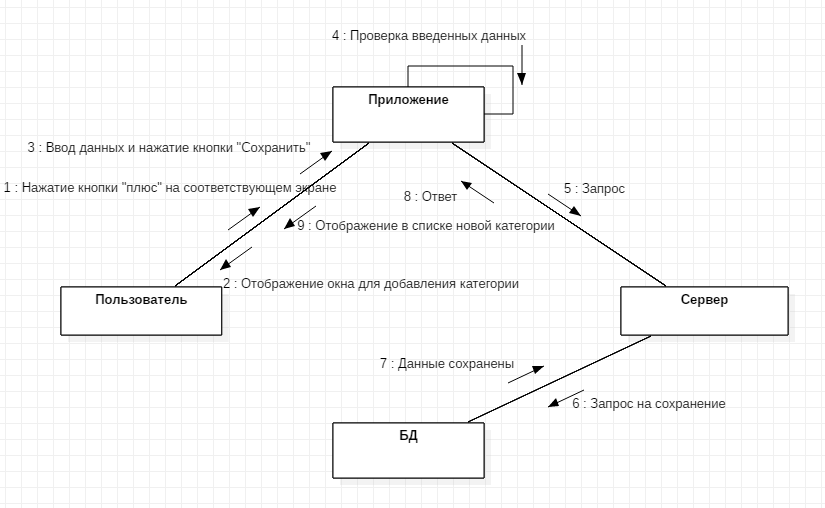 4 : Проверка введенных данных
Приложение
3 : Ввод данных и нажатие кнопки "Сохранить"
1 : Нажатие кнопки "плюс" на соответствующем экране
8 : Ответ
5 : Запрос
9 : Отображение в списке новой категории
2 : Отображение окна для добавления категории
Пользователь
Сервер
7 : Данные сохранены
6 : Запрос на сохранение
БД